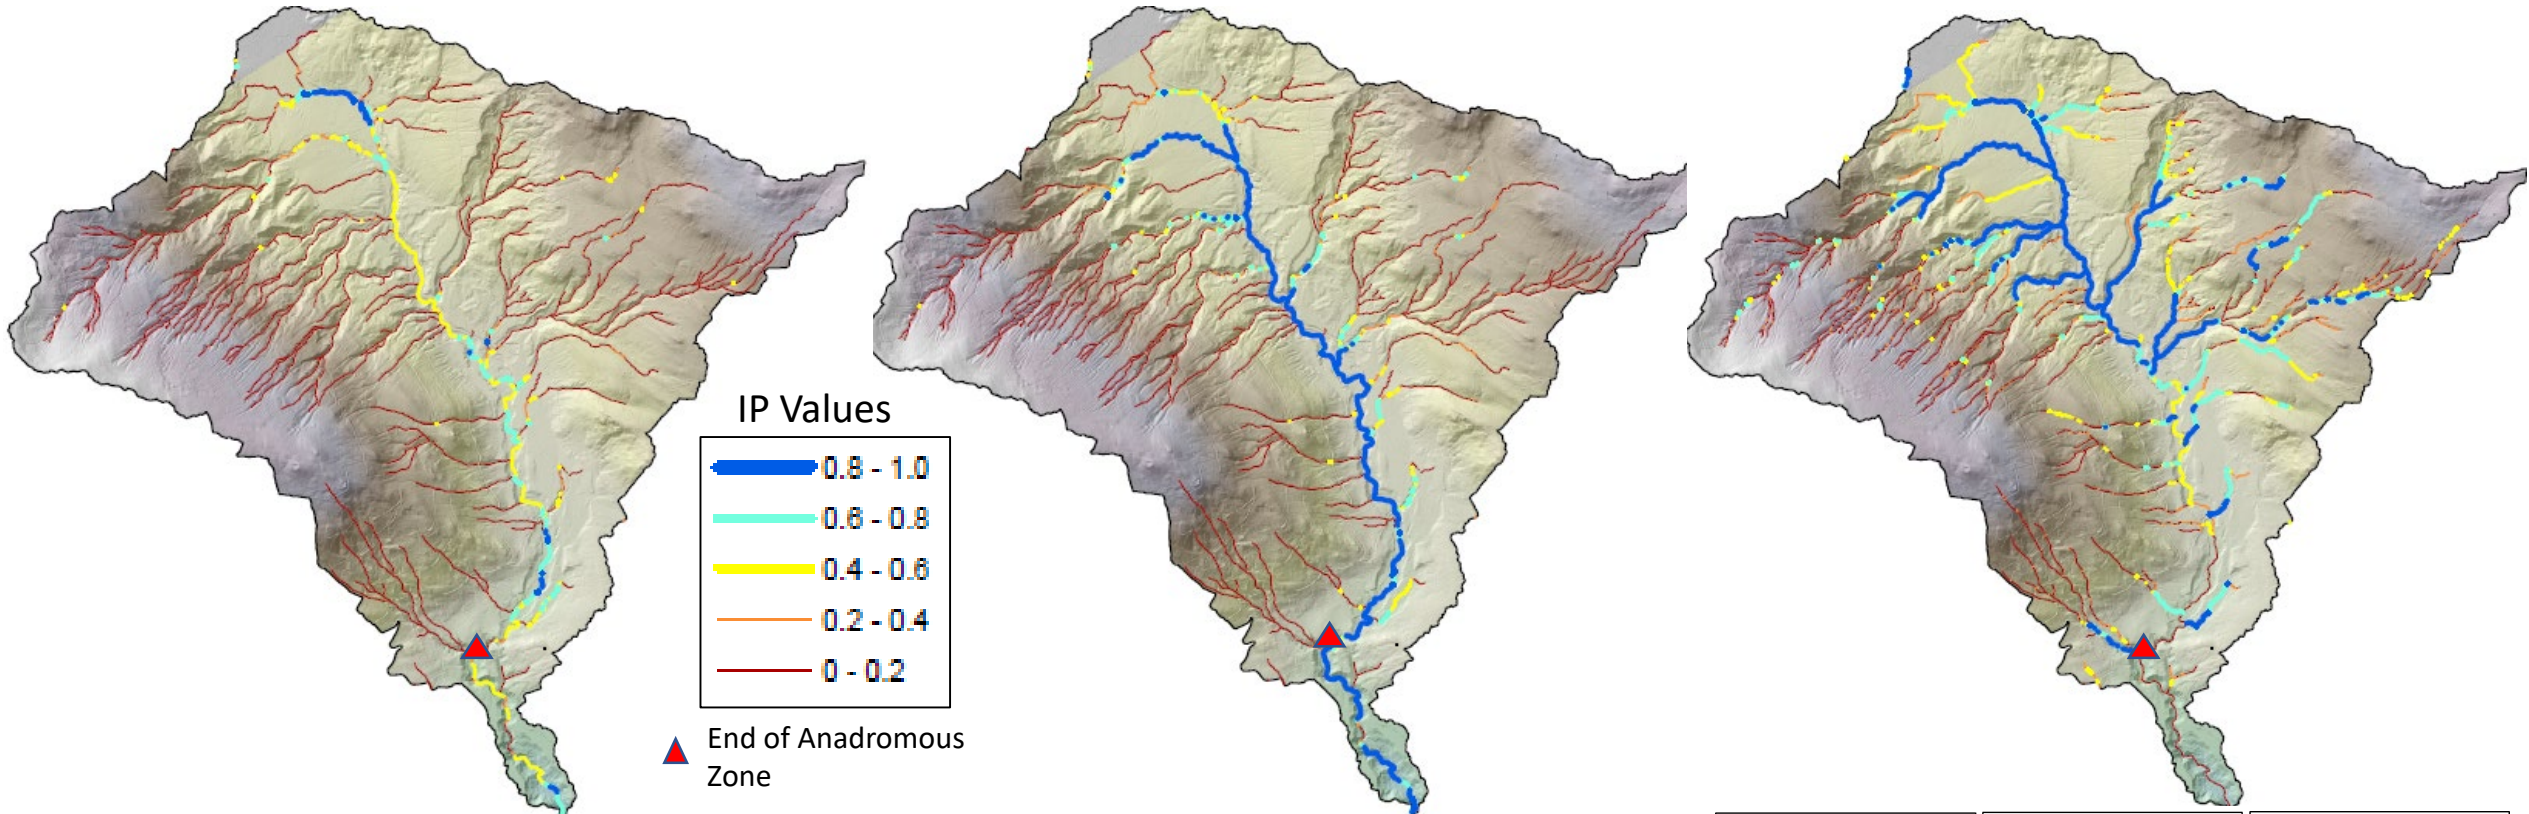 IP Values
0.8 - 1.0
0.6 - 0.8
0.4 - 0.6
0.2 - 0.4
0 - 0.2
End of Anadromous
Zone